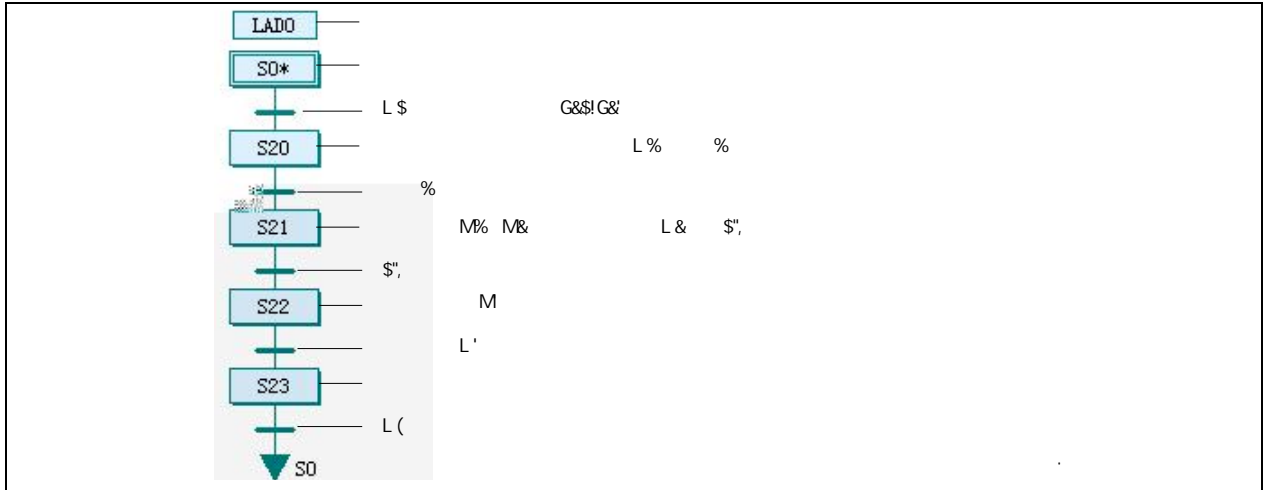 LAD0
S0*
L $ G&$!G&'
S20 L % %
%
S21 M% M& L & $",
$",
S22 M
L '
S23
L (
S0 .